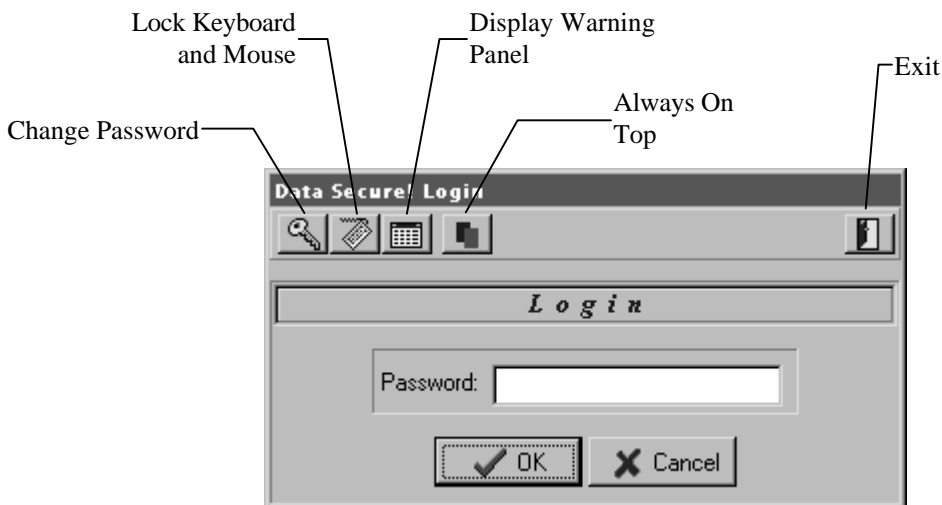 Lock Keyboard
and Mouse
Display Warning
Panel
Exit
Always On
Top
Change Password
Data Secure! Login
Login
Password:
OK
Cancel